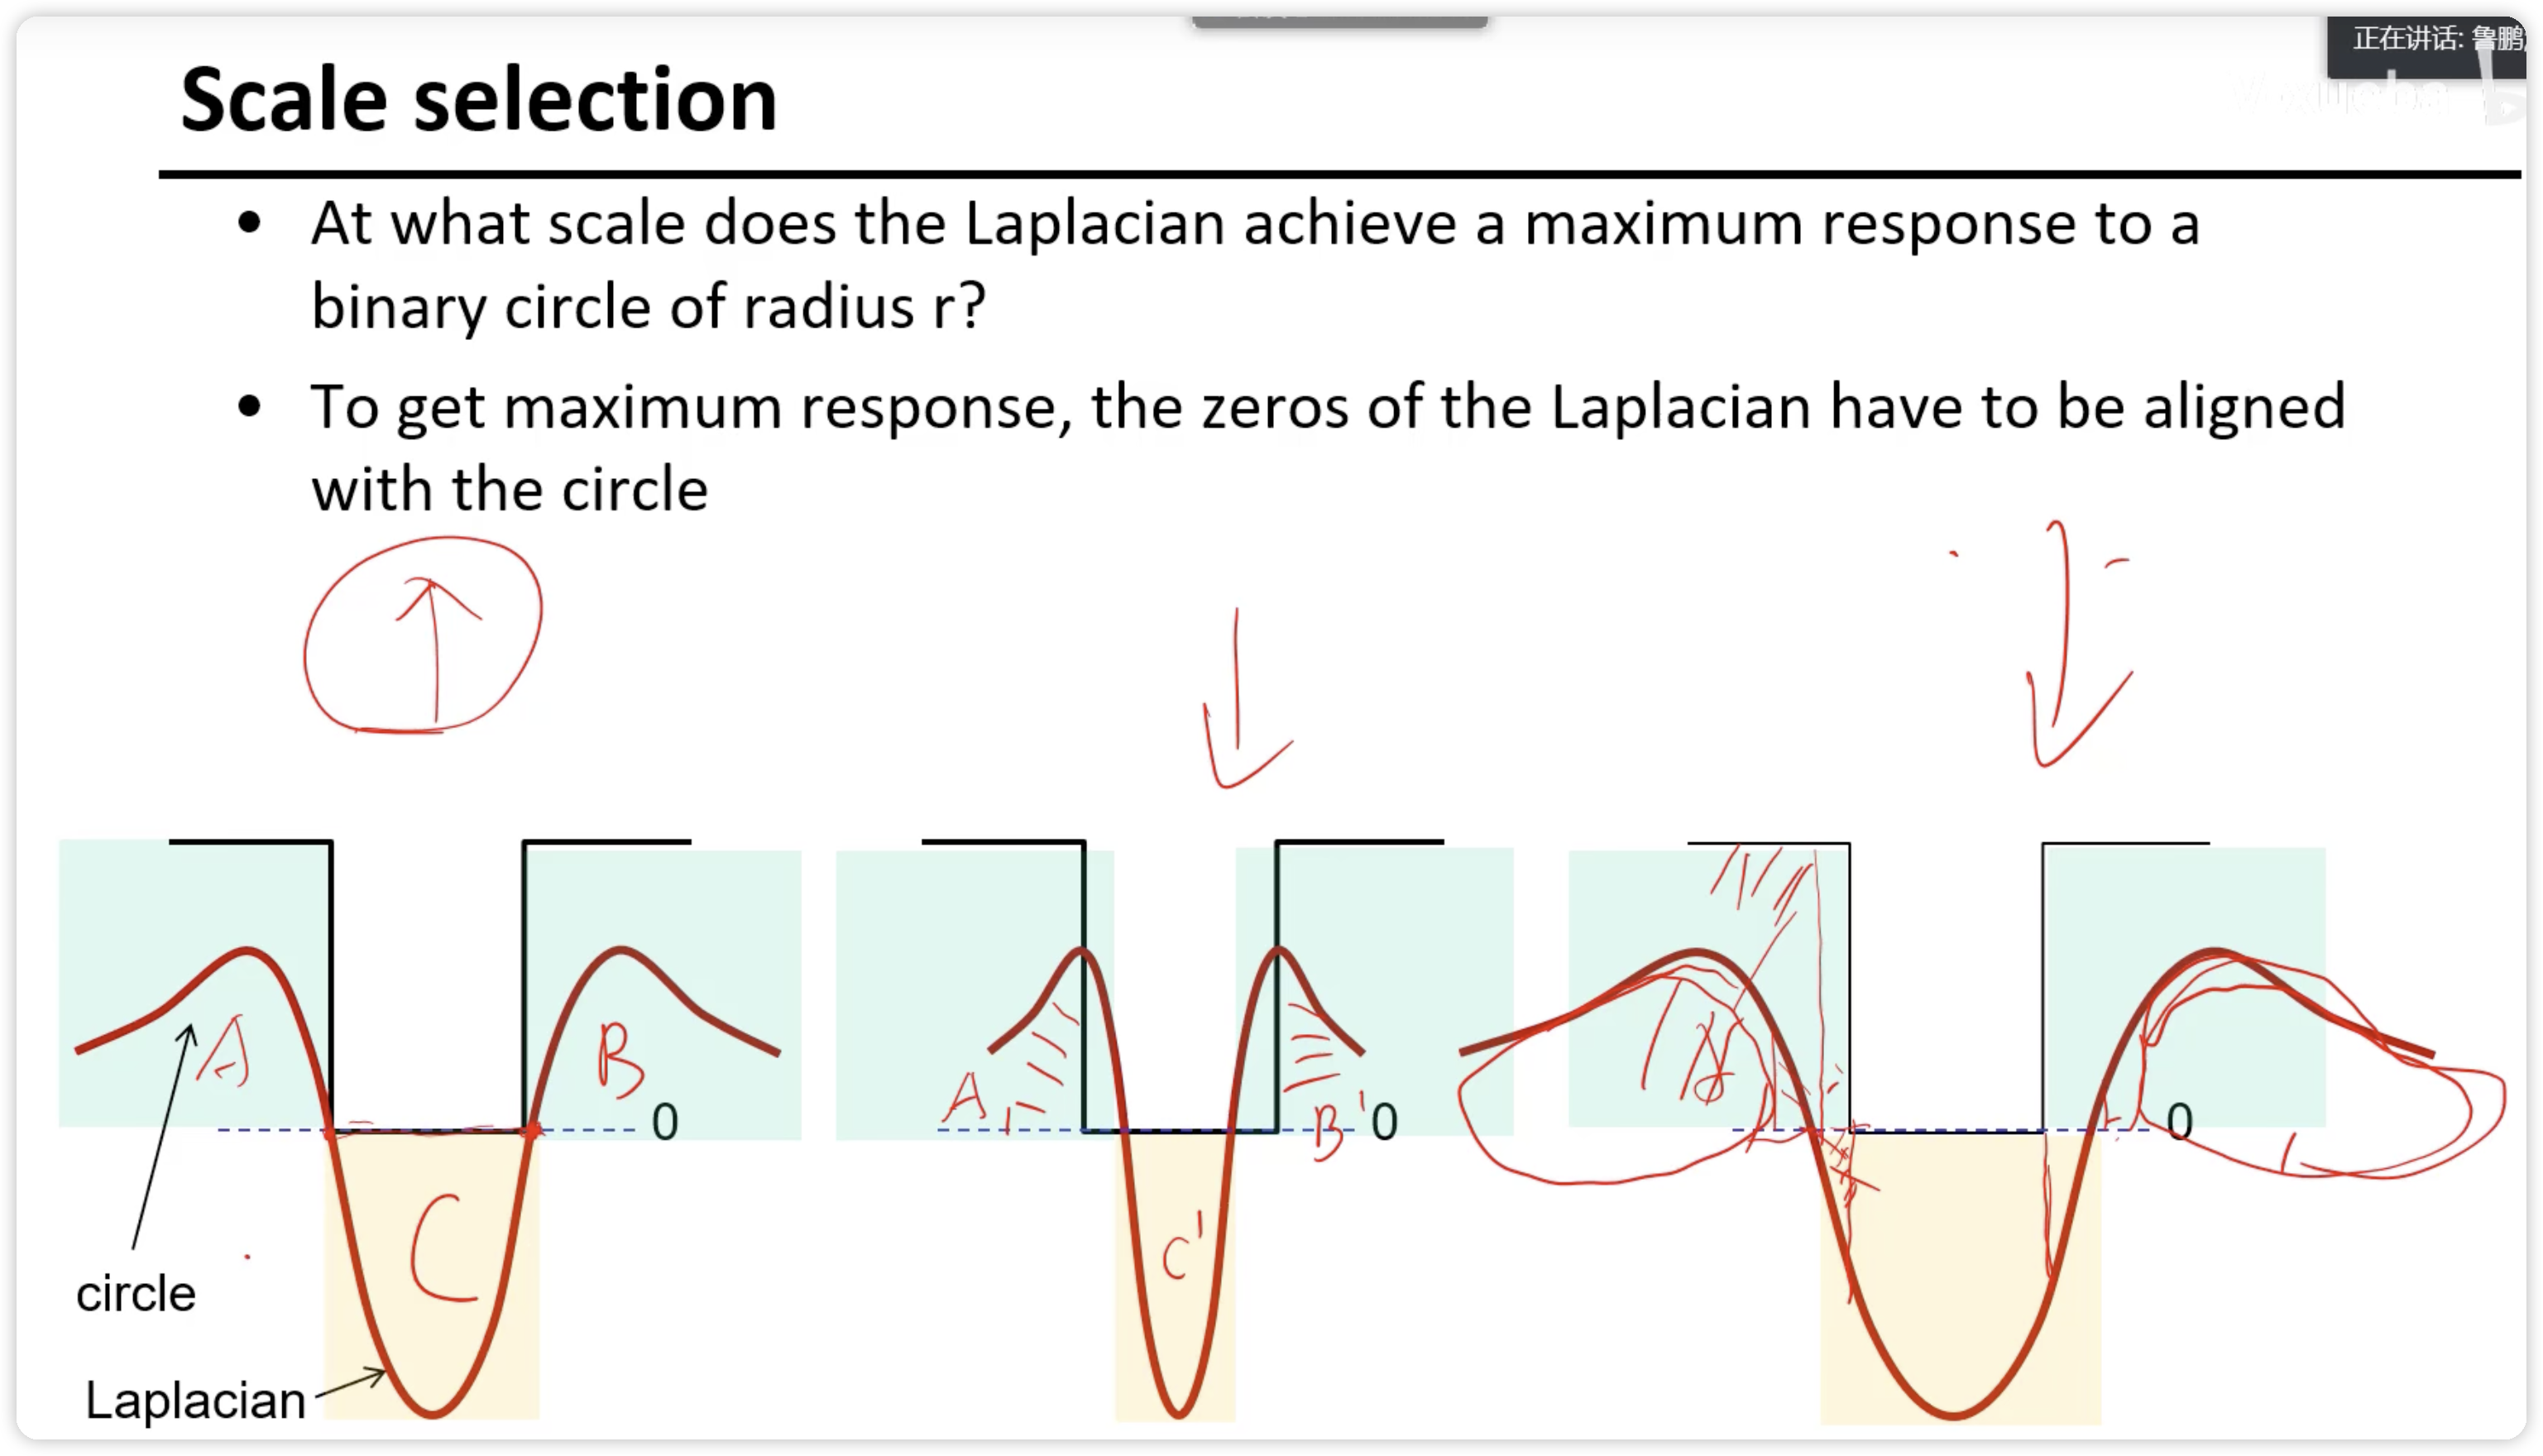 正在讲话: 鲁鹏
Scale selection
• At what scale does the Laplacian achieve a maximum response to a
binary circle of radius r?
• To get maximum response, the zeros of the Laplacian have to be aligned
with the circle
A
B
0
C
circle
Laplacian
A
B'
0
C'
0